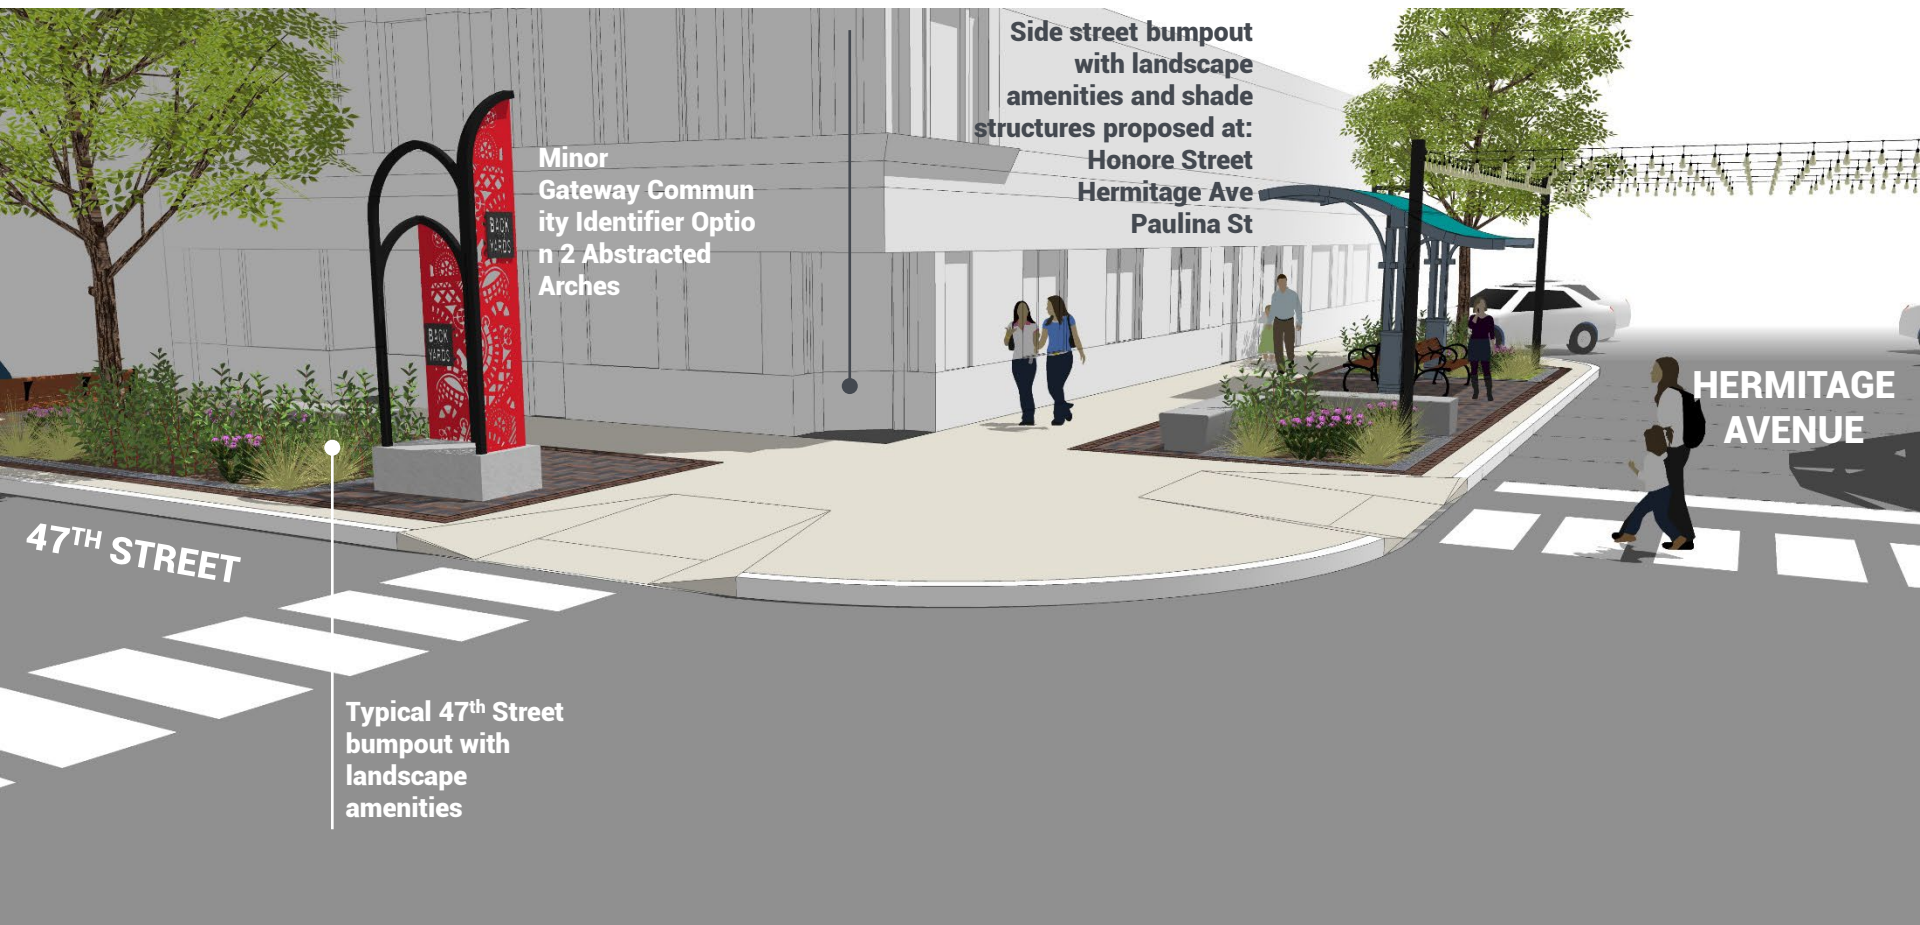 Side street bumpout
with landscape
amenities and shade
structures proposed at:
Honore Street
Hermitage Ave
Paulina St
Minor
Gateway Commun
ity Identifier Optio
n 2 Abstracted
Arches
BACK
YARDS
BACK
YARDS
HERMITAGE
AVENUE
47TH STREET
Typical 47th Street
bumpout with
landscape
amenities